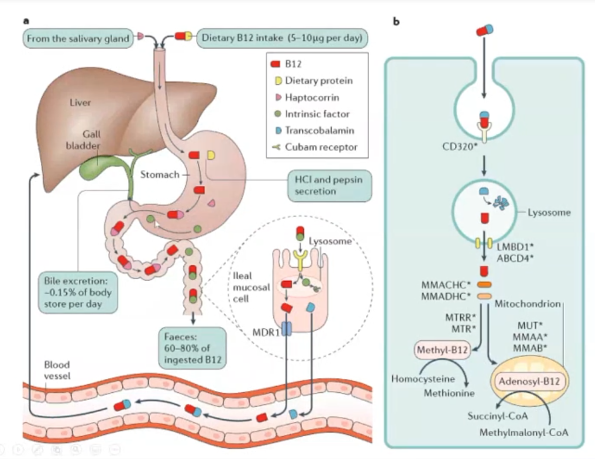 a
From the salivary gland
Dietary B12 intake (5–10µg per day)
B12
Dietary protein
Haptocorrin
Intrinsic factor
Transcobalamin
Cubam receptor
Liver
Gall
bladder
Stomach
HCl and pepsin
secretion
Lysosome
Ileal
mucosal
cell
MDR1
Bile excretion:
~0.15% of body
store per day
Faeces:
60–80% of
ingested B12
Blood
vessel
b
CD320*
Lysosome
LMBD1*
ABCD4*
MMACHC*
MMADHC*
Mitochondrion
MTRR*
MTR*
MUT*
MMAA*
MMAB*
Methyl-B12
Homocysteine
Methionine
Adenosyl-B12
Succinyl-CoA
Methylmalonyl-CoA